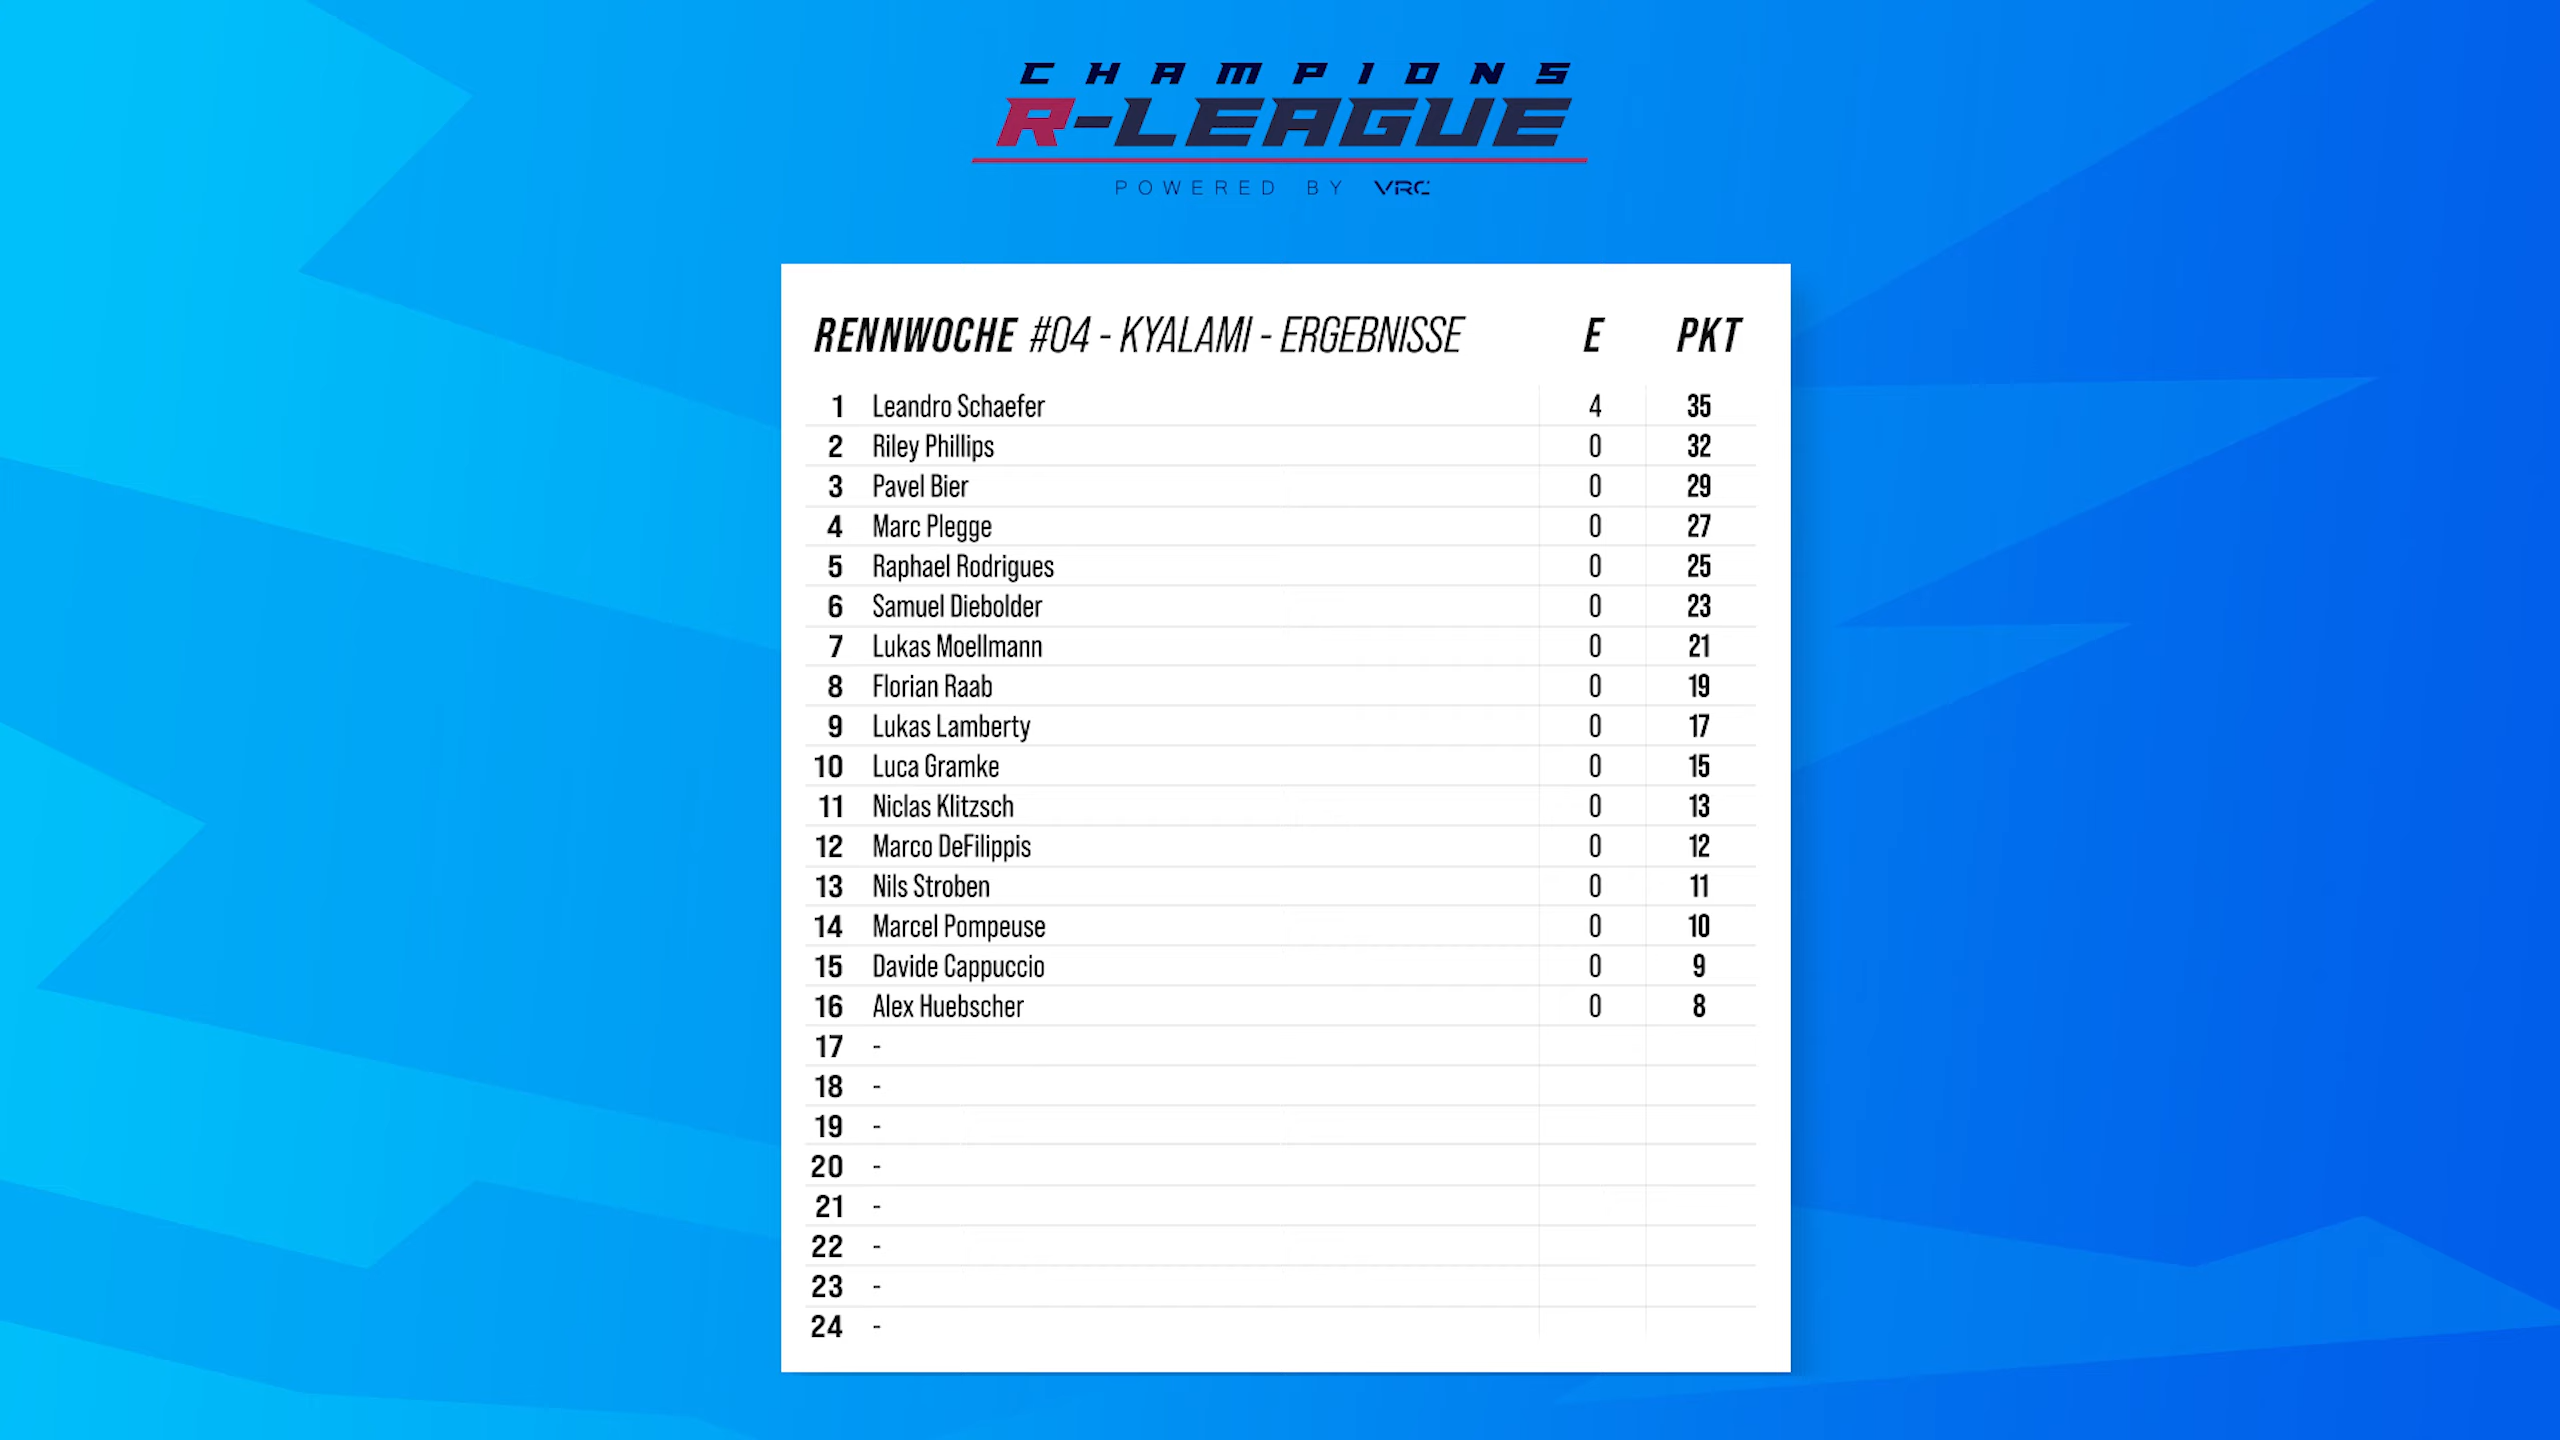 CHAMPIONS
R-LEAGUE
POWERED BY VRC
RENNWOCHE #04 - KYALAMI - ERGEBNISSE E PKT
1 Leandro Schaefer 4 35
2 Riley Phillips 0 32
3 Pavel Bier 0 29
4 Marc Plegge 0 27
5 Raphael Rodrigues 0 25
6 Samuel Diebolder 0 23
7 Lukas Moellmann 0 21
8 Florian Raab 0 19
9 Lukas Lamberty 0 17
10 Luca Gramke 0 15
11 Niclas Klitzsch 0 13
12 Marco DeFilippis 0 12
13 Nils Stroben 0 11
14 Marcel Pompeuse 0 10
15 Davide Cappuccio 0 9
16 Alex Huebscher 0 8
17 -
18 -
19 -
20 -
21 -
22 -
23 -
24 -